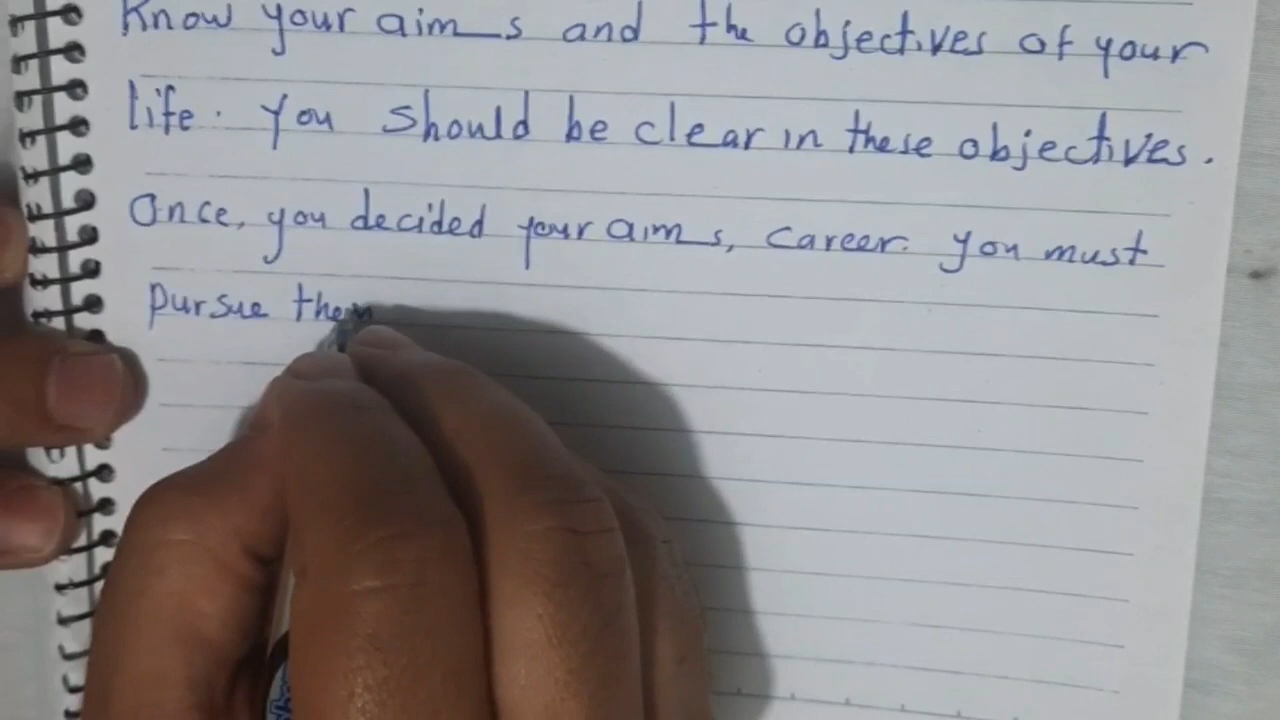 Know your aims and the objectives of your
life. You should be clear in these objectives.
Once, you decided your aims, career. You must
pursue them